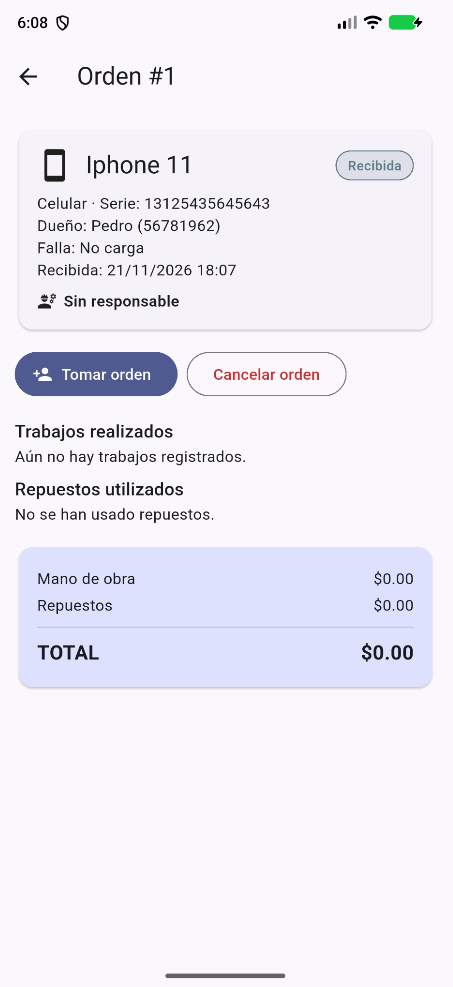 6:08
Orden #1
Iphone 11
Recibida
Celular · Serie: 13125435645643
Dueño: Pedro (56781962)
Falla: No carga
Recibida: 21/11/2026 18:07
Sin responsable
Tomar orden
Cancelar orden
Trabajos realizados
Aún no hay trabajos registrados.
Repuestos utilizados
No se han usado repuestos.
Mano de obra $0.00
Repuestos $0.00
TOTAL $0.00